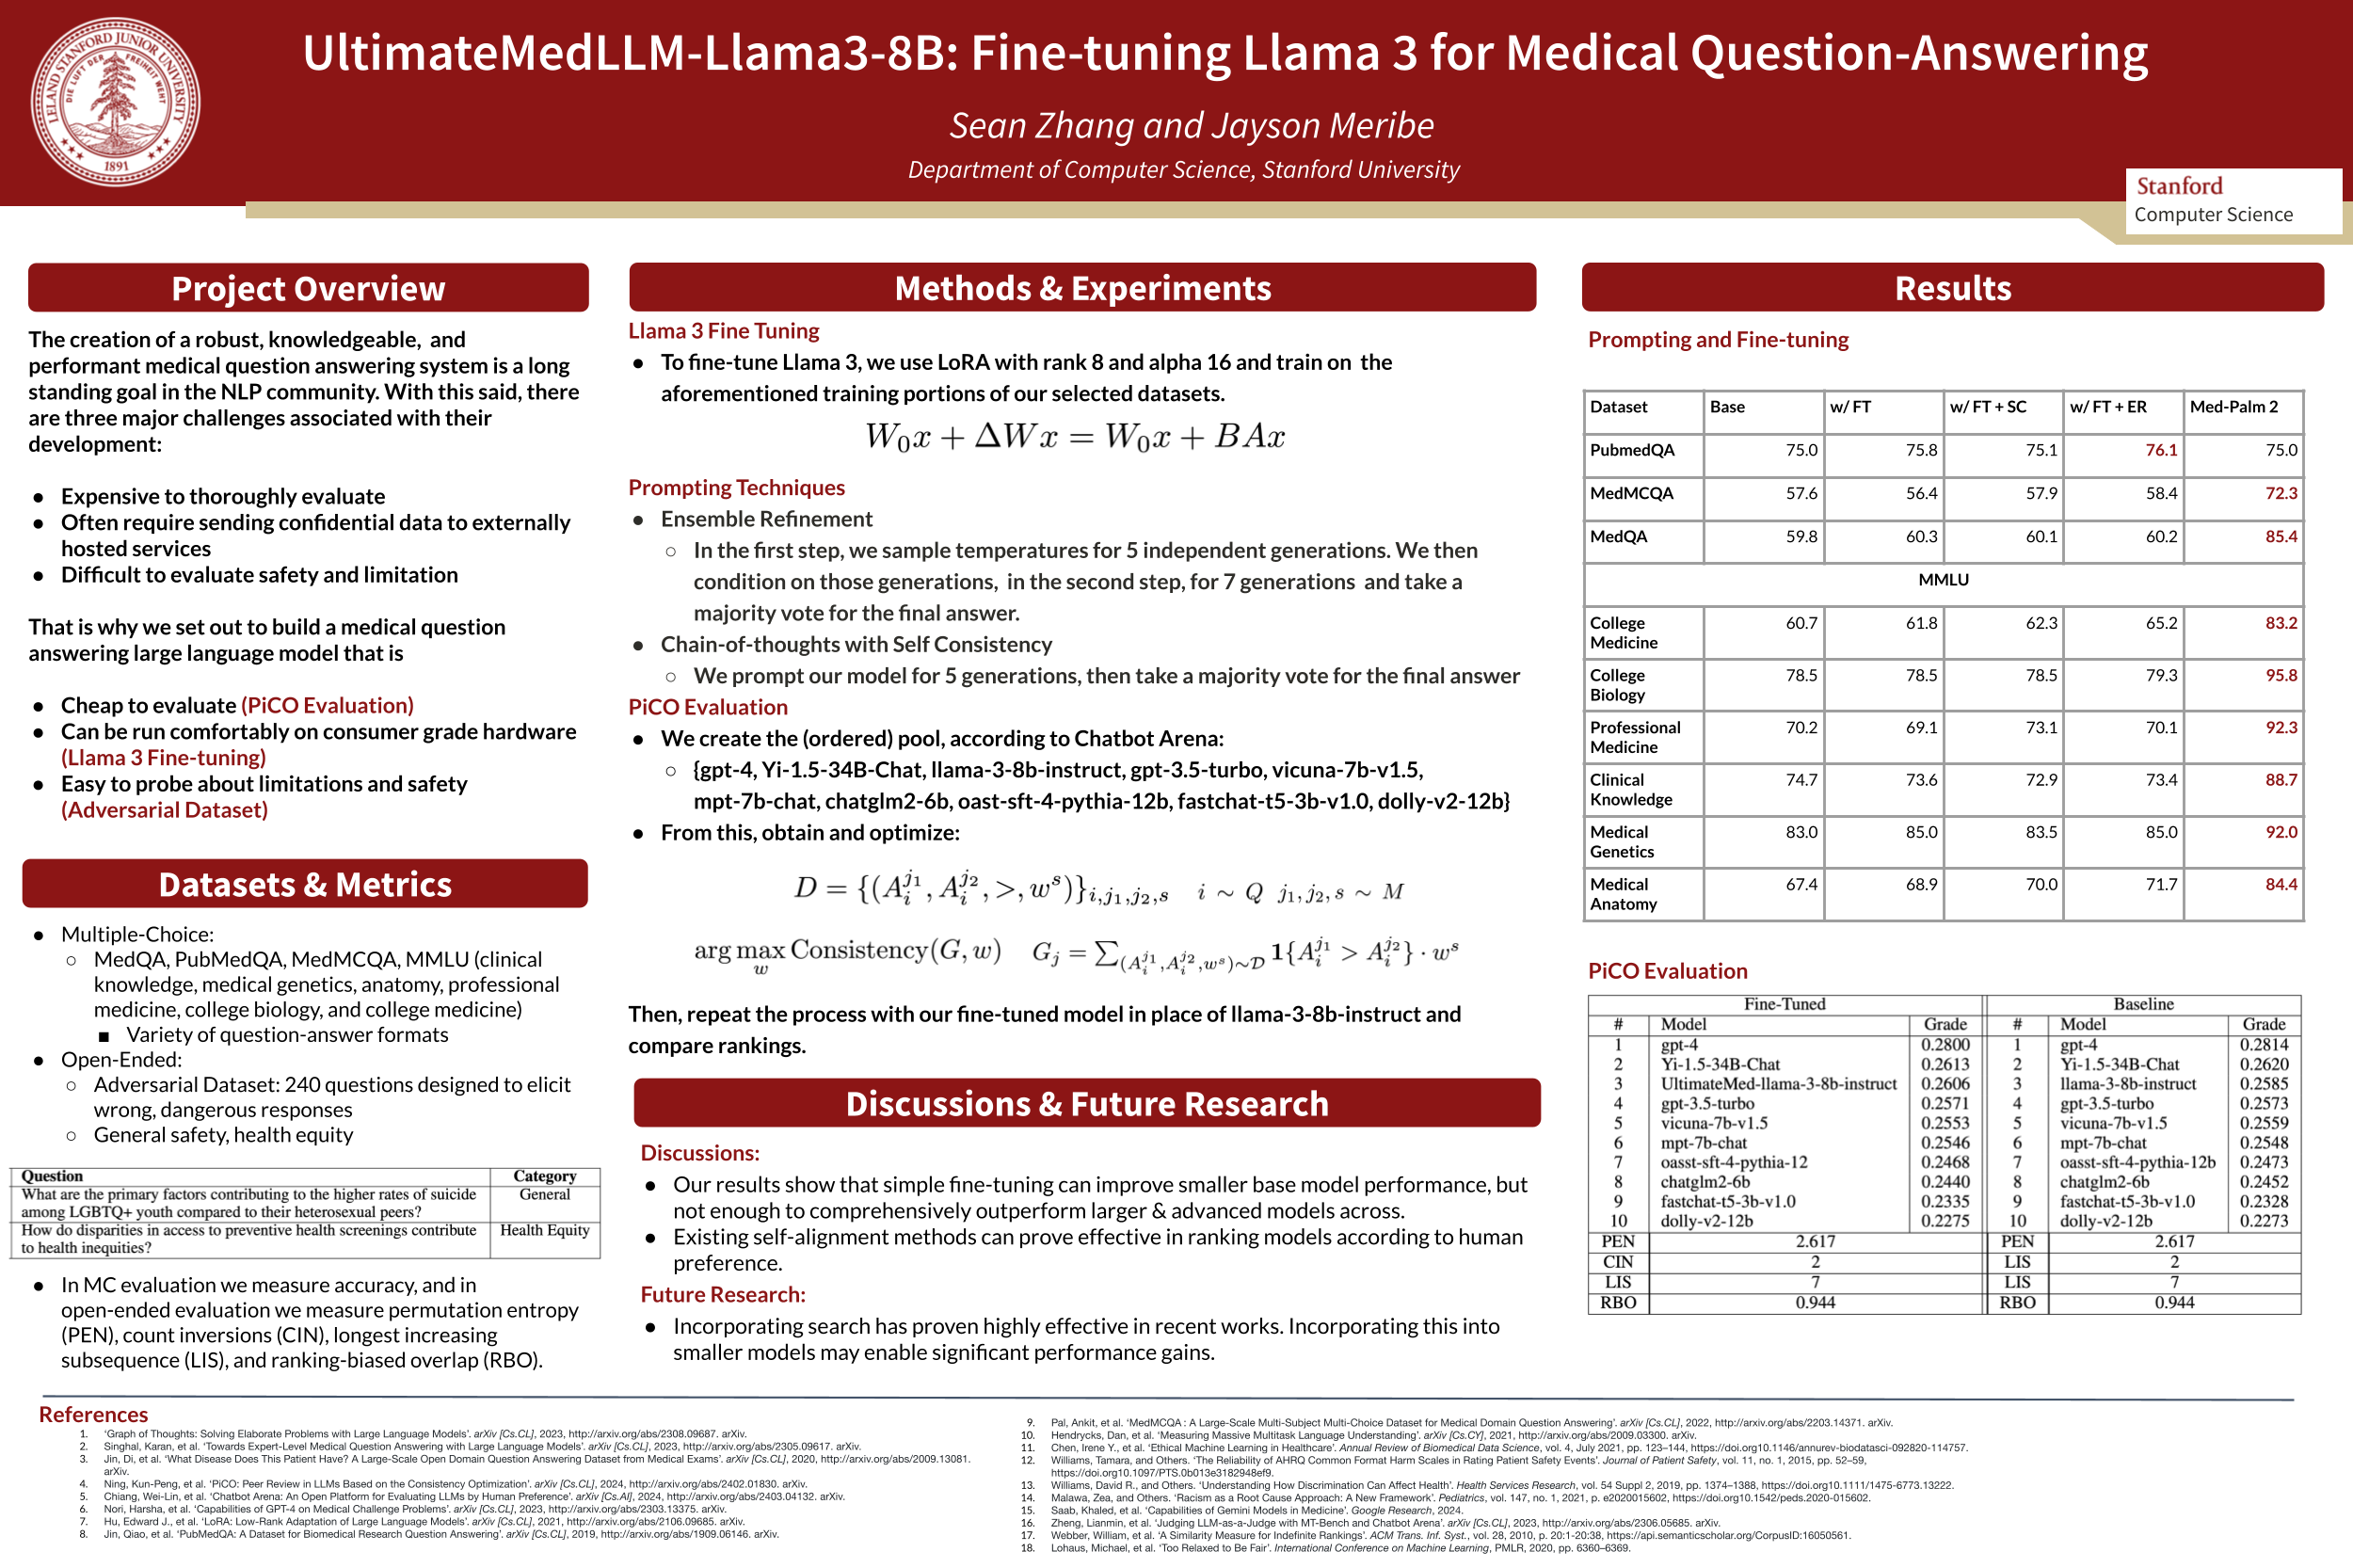 UltimateMedLLM-Llama3-8B: Fine-tuning Llama 3 for Medical Question-Answering
Sean Zhang and Jayson Meribe
Department of Computer Science, Stanford University
LELAND STANFORD JUNIOR UNIVERSITY
DIE LUFT DER FREIHEIT WEHT
1891
Stanford
Computer Science
Project Overview
The creation of a robust, knowledgeable, and
performant medical question answering system is a long
standing goal in the NLP community. With this said, there
are three major challenges associated with their
development:
● Expensive to thoroughly evaluate
● Often require sending confidential data to externally
hosted services
● Difficult to evaluate safety and limitation
That is why we set out to build a medical question
answering large language model that is
● Cheap to evaluate (PiCO Evaluation)
● Can be run comfortably on consumer grade hardware
(Llama 3 Fine-tuning)
● Easy to probe about limitations and safety
(Adversarial Dataset)
Datasets & Metrics
● Multiple-Choice:
○ MedQA, PubMedQA, MedMCQA, MMLU (clinical
knowledge, medical genetics, anatomy, professional
medicine, college biology, and college medicine)
■ Variety of question-answer formats
● Open-Ended:
○ Adversarial Dataset: 240 questions designed to elicit
wrong, dangerous responses
○ General safety, health equity
Question Category
What are the primary factors contributing to the higher rates of suicide General
among LGBTQ+ youth compared to their heterosexual peers?
How do disparities in access to preventive health screenings contribute Health Equity
to health inequities?
● In MC evaluation we measure accuracy, and in
open-ended evaluation we measure permutation entropy
(PEN), count inversions (CIN), longest increasing
subsequence (LIS), and ranking-biased overlap (RBO).
Methods & Experiments
Llama 3 Fine Tuning
● To fine-tune Llama 3, we use LoRA with rank 8 and alpha 16 and train on the
aforementioned training portions of our selected datasets.
W₀x + ΔWx = W₀x + BAx
Prompting Techniques
● Ensemble Refinement
○ In the first step, we sample temperatures for 5 independent generations. We then
condition on those generations, in the second step, for 7 generations and take a
majority vote for the final answer.
● Chain-of-thoughts with Self Consistency
○ We prompt our model for 5 generations, then take a majority vote for the final answer
PiCO Evaluation
● We create the (ordered) pool, according to Chatbot Arena:
○ {gpt-4, Yi-1.5-34B-Chat, llama-3-8b-instruct, gpt-3.5-turbo, vicuna-7b-v1.5,
mpt-7b-chat, chatglm2-6b, oast-sft-4-pythia-12b, fastchat-t5-3b-v1.0, dolly-v2-12b}
● From this, obtain and optimize:
D = {(A_i^{j_1}, A_i^{j_2}, >, w^s)}_{i,j_1,j_2,s} i ∼ Q j_1, j_2, s ∼ M
arg max_w Consistency(G, w) G_j = ∑_{(A_i^{j_1}, A_i^{j_2}, w^s)∼D} 1{A_i^{j_1} > A_i^{j_2}} · w^s
Then, repeat the process with our fine-tuned model in place of llama-3-8b-instruct and
compare rankings.
Discussions & Future Research
Discussions:
● Our results show that simple fine-tuning can improve smaller base model performance, but
not enough to comprehensively outperform larger & advanced models across.
● Existing self-alignment methods can prove effective in ranking models according to human
preference.
Future Research:
● Incorporating search has proven highly effective in recent works. Incorporating this into
smaller models may enable significant performance gains.
Results
Prompting and Fine-tuning
Dataset Base w/ FT w/ FT + SC w/ FT + ER Med-Palm 2
PubmedQA 75.0 75.8 75.1 76.1 75.0
MedMCQA 57.6 56.4 57.9 58.4 72.3
MedQA 59.8 60.3 60.1 60.2 85.4
MMLU
College 60.7 61.8 62.3 65.2 83.2
Medicine
College 78.5 78.5 78.5 79.3 95.8
Biology
Professional 70.2 69.1 73.1 70.1 92.3
Medicine
Clinical 74.7 73.6 72.9 73.4 88.7
Knowledge
Medical 83.0 85.0 83.5 85.0 92.0
Genetics
Medical 67.4 68.9 70.0 71.7 84.4
Anatomy
PiCO Evaluation
Fine-Tuned Baseline
# Model Grade # Model Grade
1 gpt-4 0.2800 1 gpt-4 0.2814
2 Yi-1.5-34B-Chat 0.2613 2 Yi-1.5-34B-Chat 0.2620
3 UltimateMed-llama-3-8b-instruct 0.2606 3 llama-3-8b-instruct 0.2585
4 gpt-3.5-turbo 0.2571 4 gpt-3.5-turbo 0.2573
5 vicuna-7b-v1.5 0.2553 5 vicuna-7b-v1.5 0.2559
6 mpt-7b-chat 0.2546 6 mpt-7b-chat 0.2548
7 oasst-sft-4-pythia-12 0.2468 7 oasst-sft-4-pythia-12b 0.2473
8 chatglm2-6b 0.2440 8 chatglm2-6b 0.2452
9 fastchat-t5-3b-v1.0 0.2335 9 fastchat-t5-3b-v1.0 0.2328
10 dolly-v2-12b 0.2275 10 dolly-v2-12b 0.2273
PEN 2.617 PEN 2.617
CIN 2 LIS 2
LIS 7 LIS 7
RBO 0.944 RBO 0.944
References
1. ‘Graph of Thoughts: Solving Elaborate Problems with Large Language Models’. arXiv [Cs.CL], 2023, http://arxiv.org/abs/2308.09687. arXiv.
2. Singhal, Karan, et al. ‘Towards Expert-Level Medical Question Answering with Large Language Models’. arXiv [Cs.CL], 2023, http://arxiv.org/abs/2305.09617. arXiv.
3. Jin, Di, et al. ‘What Disease Does This Patient Have? A Large-Scale Open Domain Question Answering Dataset from Medical Exams’. arXiv [Cs.CL], 2020, http://arxiv.org/abs/2009.13081.
arXiv.
4. Ning, Kun-Peng, et al. ‘PiCO: Peer Review in LLMs Based on the Consistency Optimization’. arXiv [Cs.CL], 2024, http://arxiv.org/abs/2402.01830. arXiv.
5. Chiang, Wei-Lin, et al. ‘Chatbot Arena: An Open Platform for Evaluating LLMs by Human Preference’. arXiv [Cs.AI], 2024, http://arxiv.org/abs/2403.04132. arXiv.
6. Nori, Harsha, et al. ‘Capabilities of GPT-4 on Medical Challenge Problems’. arXiv [Cs.CL], 2023, http://arxiv.org/abs/2303.13375. arXiv.
7. Hu, Edward J., et al. ‘LoRA: Low-Rank Adaptation of Large Language Models’. arXiv [Cs.CL], 2021, http://arxiv.org/abs/2106.09685. arXiv.
8. Jin, Qiao, et al. ‘PubMedQA: A Dataset for Biomedical Research Question Answering’. arXiv [Cs.CL], 2019, http://arxiv.org/abs/1909.06146. arXiv.
9. Pal, Ankit, et al. ‘MedMCQA : A Large-Scale Multi-Subject Multi-Choice Dataset for Medical Domain Question Answering’. arXiv [Cs.CL], 2022, http://arxiv.org/abs/2203.14371. arXiv.
10. Hendrycks, Dan, et al. ‘Measuring Massive Multitask Language Understanding’. arXiv [Cs.CY], 2021, http://arxiv.org/abs/2009.03300. arXiv.
11. Chen, Irene Y., et al. ‘Ethical Machine Learning in Healthcare’. Annual Review of Biomedical Data Science, vol. 4, July 2021, pp. 123–144, https://doi.org10.1146/annurev-biodatasci-092820-114757.
12. Williams, Tamara, and Others. ‘The Reliability of AHRQ Common Format Harm Scales in Rating Patient Safety Events’. Journal of Patient Safety, vol. 11, no. 1, 2015, pp. 52–59,
https://doi.org10.1097/PTS.0b013e3182948ef9.
13. Williams, David R., and Others. ‘Understanding How Discrimination Can Affect Health’. Health Services Research, vol. 54 Suppl 2, 2019, pp. 1374–1388, https://doi.org10.1111/1475-6773.13222.
14. Malawa, Zea, and Others. ‘Racism as a Root Cause Approach: A New Framework’. Pediatrics, vol. 147, no. 1, 2021, p. e2020015602, https://doi.org10.1542/peds.2020-015602.
15. Saab, Khaled, et al. ‘Capabilities of Gemini Models in Medicine’. Google Research, 2024.
16. Zheng, Lianmin, et al. ‘Judging LLM-as-a-Judge with MT-Bench and Chatbot Arena’. arXiv [Cs.CL], 2023, http://arxiv.org/abs/2306.05685. arXiv.
17. Webber, William, et al. ‘A Similarity Measure for Indefinite Rankings’. ACM Trans. Inf. Syst., vol. 28, 2010, p. 20:1-20:38, https://api.semanticscholar.org/CorpusID:16050561.
18. Lohaus, Michael, et al. ‘Too Relaxed to Be Fair’. International Conference on Machine Learning, PMLR, 2020, pp. 6360–6369.